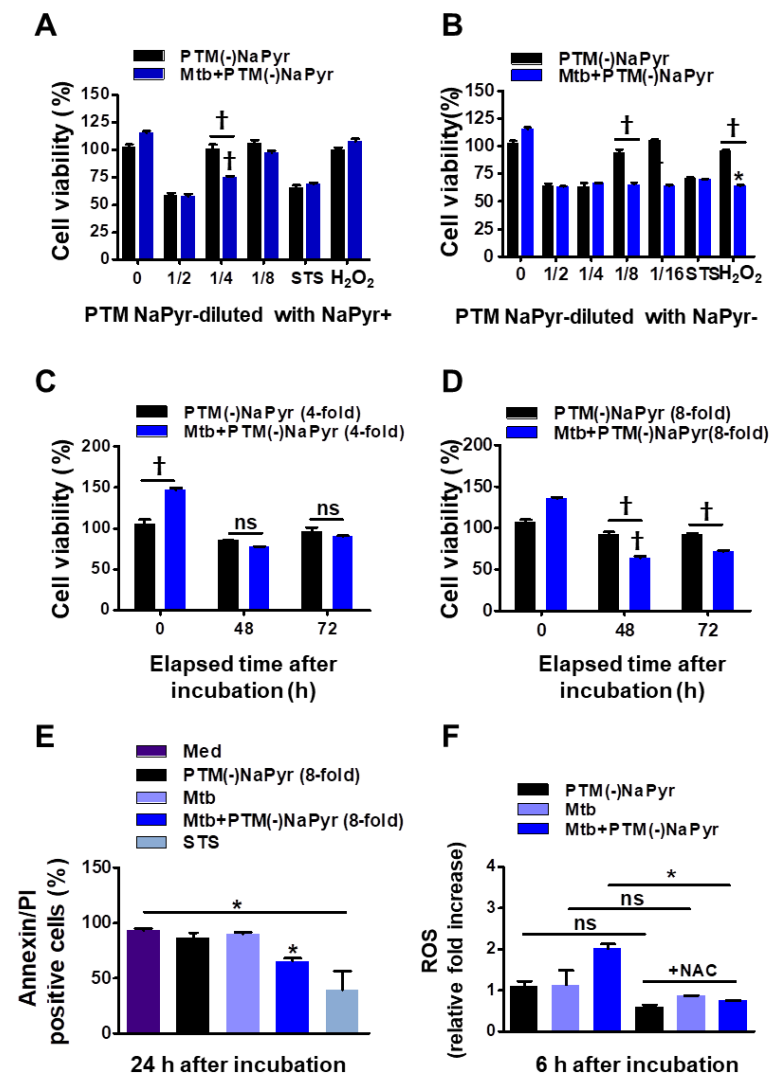 A
PTM(-)NaPyr
Mtb+PTM(-)NaPyr
Cell viability (%)
150
125
100
75
50
25
0
†
†
0 1/2 1/4 1/8 STS H₂O₂
PTM NaPyr-diluted with NaPyr+
B
PTM(-)NaPyr
Mtb+PTM(-)NaPyr
Cell viability(%)
150
125
100
75
50
25
0
†
†
*
0 1/2 1/4 1/8 1/16 STS H₂O₂
PTM NaPyr-diluted with NaPyr-
C
PTM(-)NaPyr (4-fold)
Mtb+PTM(-)NaPyr (4-fold)
Cell viability (%)
200
150
100
50
0
†
ns
ns
0 48 72
Elapsed time after
incubation (h)
D
PTM(-)NaPyr (8-fold)
Mtb+PTM(-)NaPyr(8-fold)
Cell viability (%)
200
150
100
50
0
†
†
†
0 48 72
Elapsed time after
incubation (h)
E
Med
PTM(-)NaPyr (8-fold)
Mtb
Mtb+PTM(-)NaPyr (8-fold)
STS
Annexin/PI
positive cells (%)
150
100
50
0
*
*
24 h after incubation
F
PTM(-)NaPyr
Mtb
Mtb+PTM(-)NaPyr
ROS
(relative fold increase)
4
3
2
1
0
*
ns
ns
+NAC
6 h after incubation